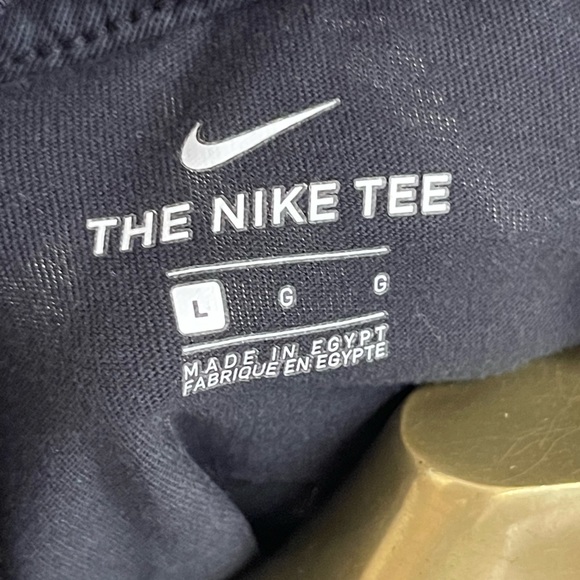 THE NIKE TEE
L G G
MADE IN EGYPT
FABRIQUE EN EGYPTE